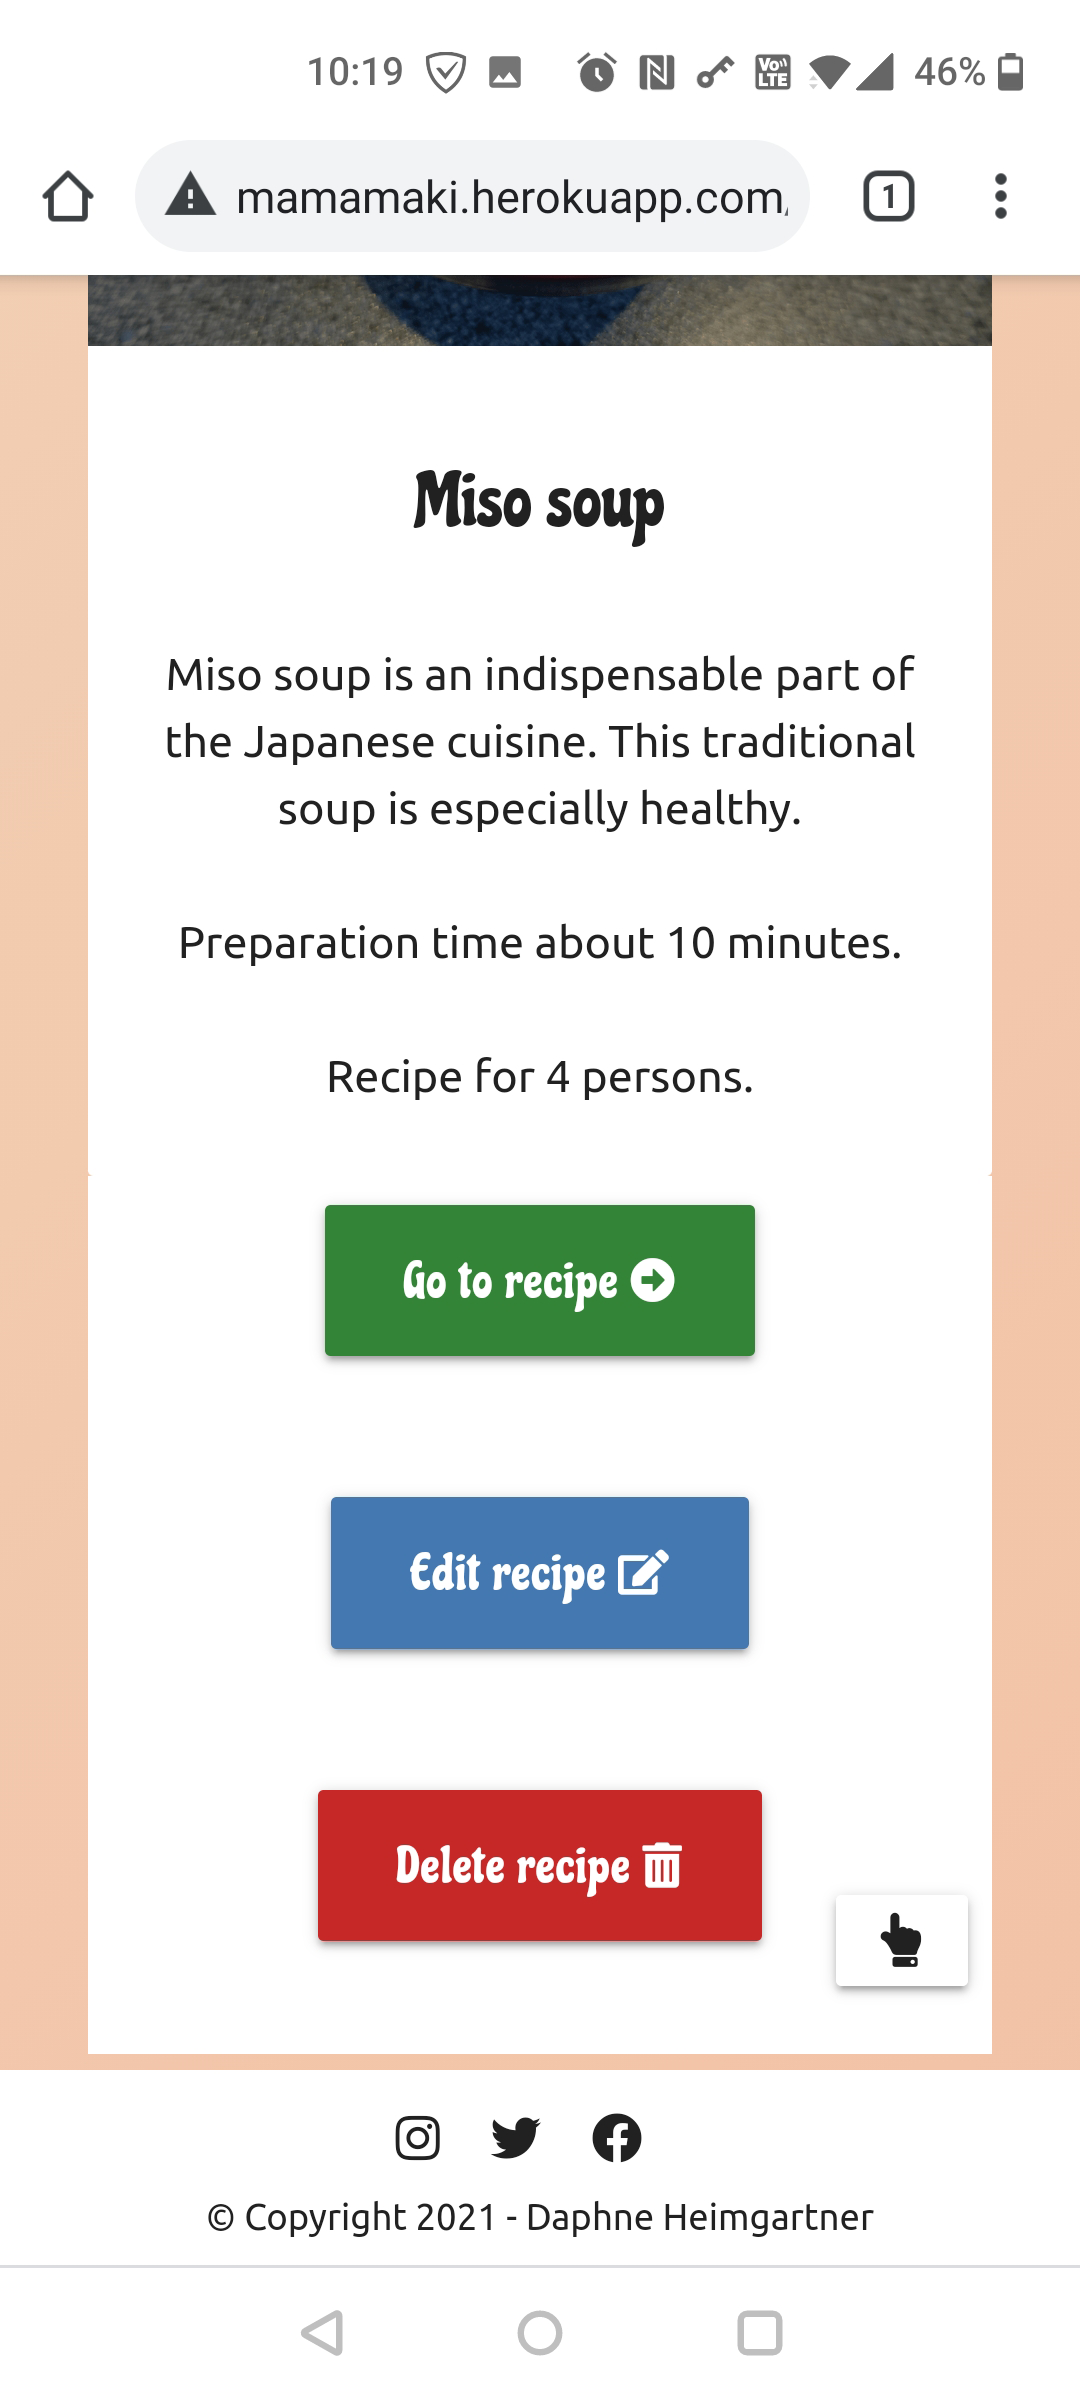 10:19
Vo
LTE
46%
mamamaki.herokuapp.com/
1
Miso soup
Miso soup is an indispensable part of
the Japanese cuisine. This traditional
soup is especially healthy.
Preparation time about 10 minutes.
Recipe for 4 persons.
Go to recipe
Edit recipe
Delete recipe
© Copyright 2021 - Daphne Heimgartner